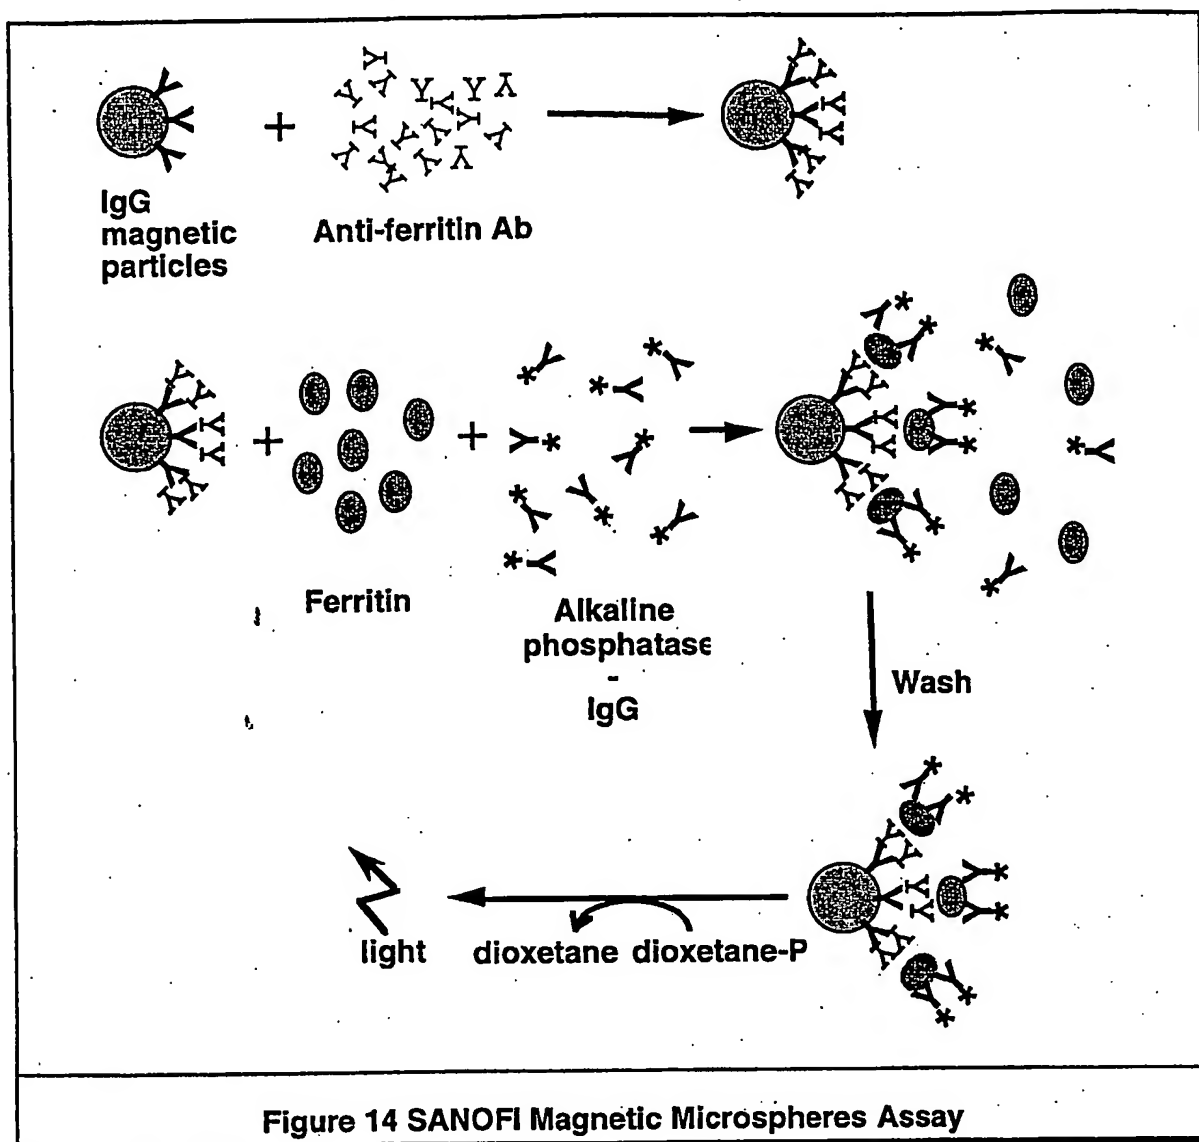 IgG
magnetic
particles
+
Anti-ferritin Ab
+
Ferritin
+
Alkaline
phosphatase
-
IgG
Wash
light
dioxetane dioxetane-P
Figure 14 SANOFI Magnetic Microspheres Assay